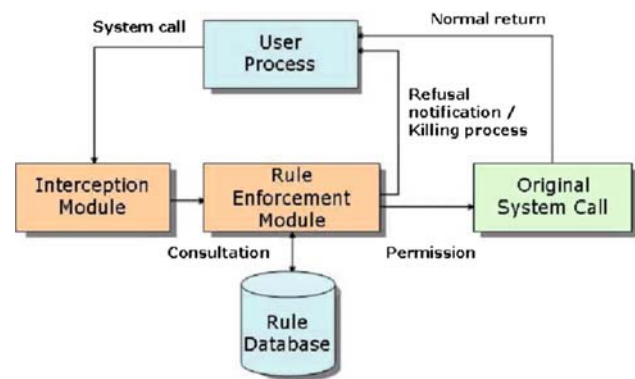 Normal return
System call
User
Process
Refusal
notification /
Killing process
Interception
Module
Rule
Enforcement
Module
Original
System Call
Consultation
Permission
Rule
Database